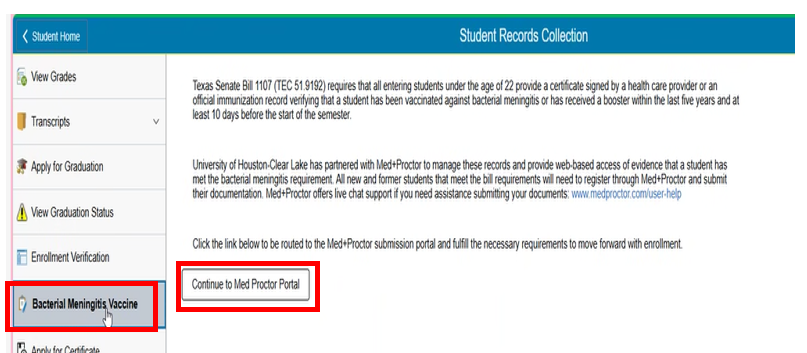 Student Home
Student Records Collection
View Grades
Transcripts
Apply for Graduation
View Graduation Status
Enrollment Verification
Bacterial Meningitis Vaccine
Apply for Certificate
Texas Senate Bill 1107 (TEC 51.9192) requires that all entering students under the age of 22 provide a certificate signed by a health care provider or an
official immunization record verifying that a student has been vaccinated against bacterial meningitis or has received a booster within the last five years and at
least 10 days before the start of the semester.
University of Houston-Clear Lake has partnered with Med+Proctor to manage these records and provide web-based access of evidence that a student has
met the bacterial meningitis requirement. All new and former students that meet the bill requirements will need to register through Med+Proctor and submit
their documentation. Med+Proctor offers live chat support if you need assistance submitting your documents: www.medproctor.com/user-help
Click the link below to be routed to the Med+Proctor submission portal and fulfill the necessary requirements to move forward with enrollment.
Continue to Med Proctor Portal